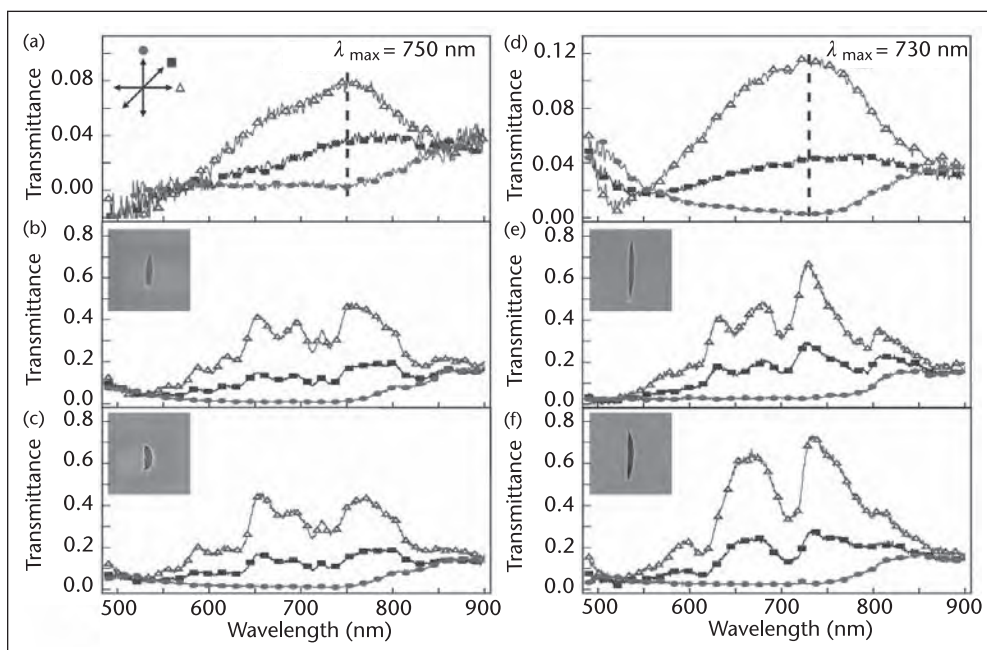 (a)
λ max = 750 nm
Transmittance
0.08
0.04
0.00
(b)
Transmittance
0.8
0.6
0.4
0.2
0.0
(c)
Transmittance
0.8
0.6
0.4
0.2
0.0
500 600 700 800 900
Wavelength (nm)
(d)
λ max = 730 nm
Transmittance
0.12
0.08
0.04
0.00
(e)
Transmittance
0.8
0.6
0.4
0.2
0.0
(f)
Transmittance
0.8
0.6
0.4
0.2
0.0
500 600 700 800 900
Wavelength (nm)